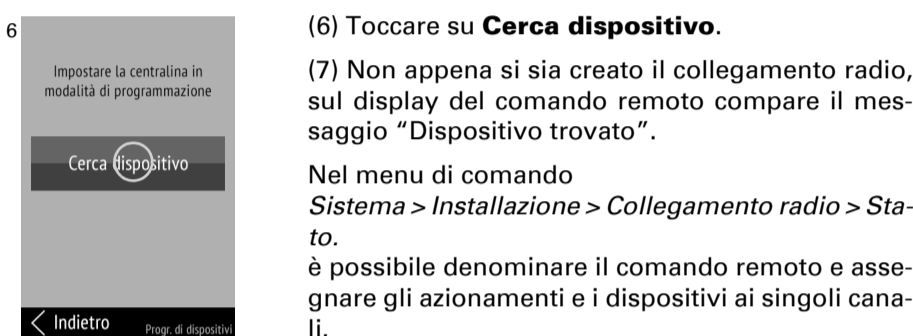 6
Impostare la centralina in
modalità di programmazione
Cerca dispositivo
Indietro
Progr. di dispositivi
(6) Toccare su Cerca dispositivo.
(7) Non appena si sia creato il collegamento radio,
sul display del comando remoto compare il mes-
saggio “Dispositivo trovato”.
Nel menu di comando
Sistema > Installazione > Collegamento radio > Sta-
to.
è possibile denominare il comando remoto e asse-
gnare gli azionamenti e i dispositivi ai singoli cana-
li.